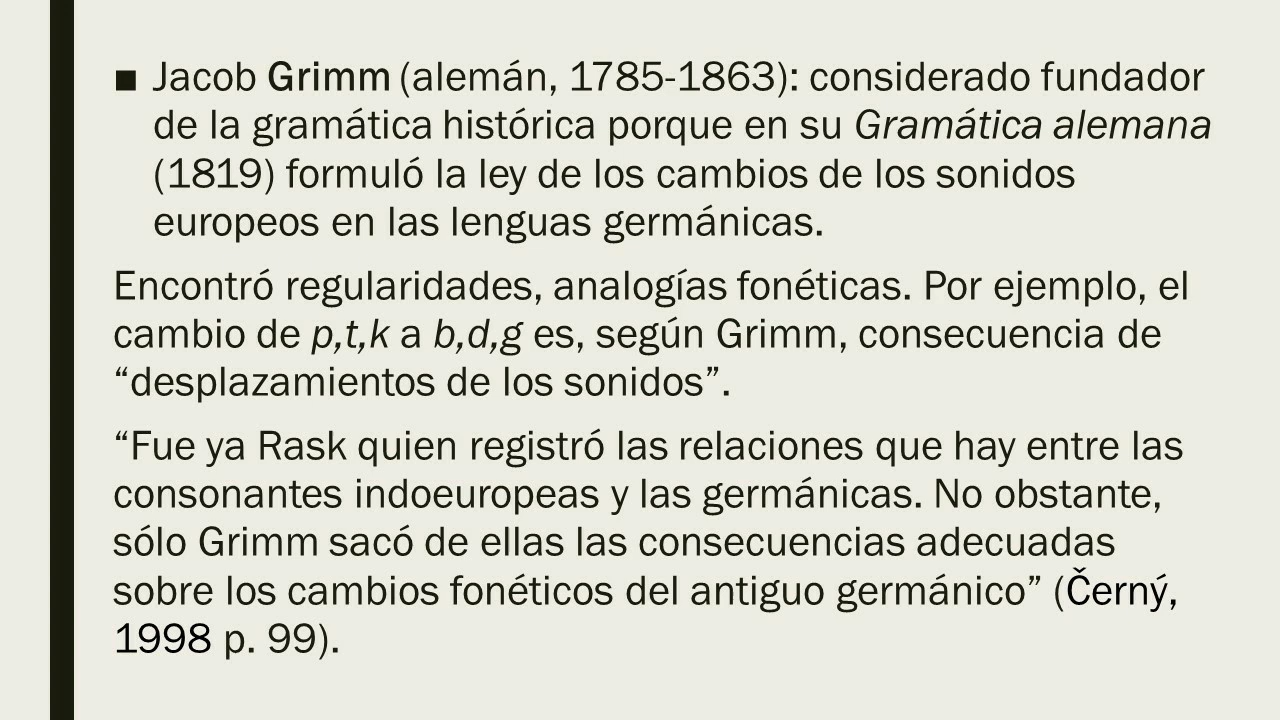 ■ Jacob Grimm (alemán, 1785-1863): considerado fundador
de la gramática histórica porque en su Gramática alemana
(1819) formuló la ley de los cambios de los sonidos
europeos en las lenguas germánicas.
Encontró regularidades, analogías fonéticas. Por ejemplo, el
cambio de p,t,k a b,d,g es, según Grimm, consecuencia de
“desplazamientos de los sonidos”.
“Fue ya Rask quien registró las relaciones que hay entre las
consonantes indoeuropeas y las germánicas. No obstante,
sólo Grimm sacó de ellas las consecuencias adecuadas
sobre los cambios fonéticos del antiguo germánico” (Černý,
1998 p. 99).